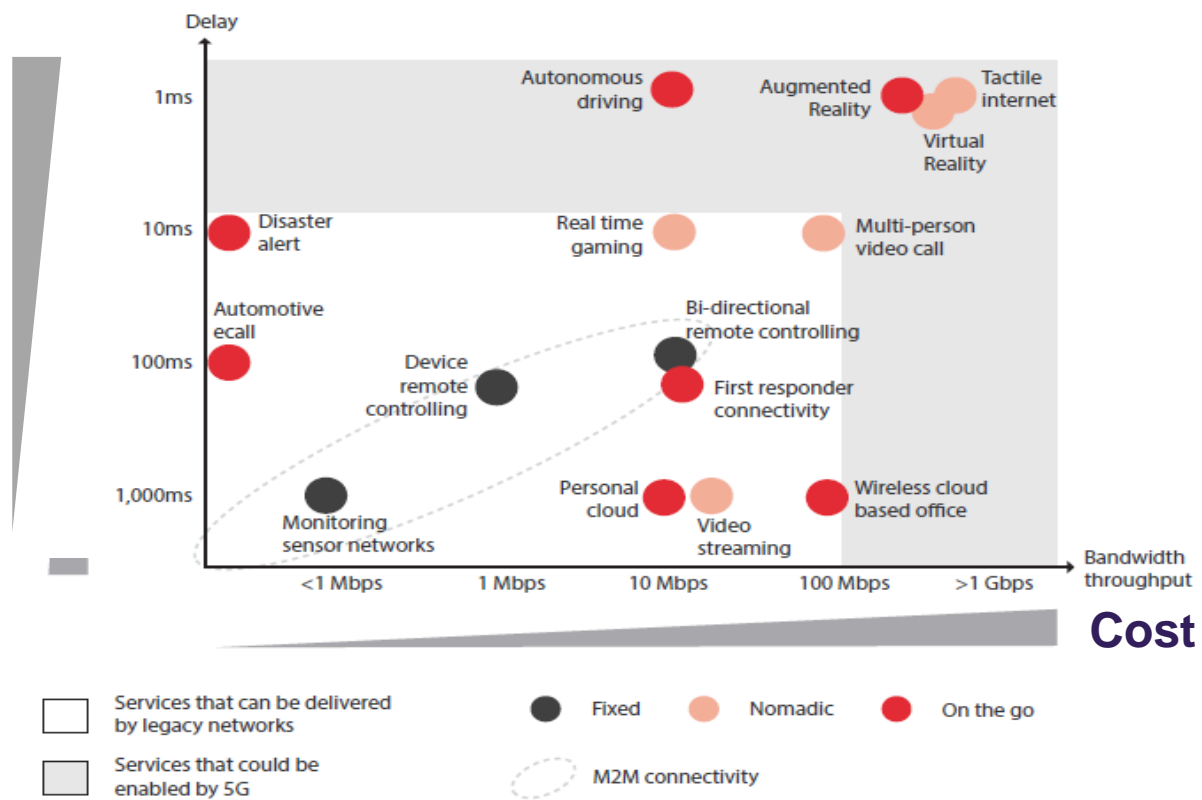 Delay
1ms
Autonomous
driving
Augmented
Reality
Tactile
internet
Virtual
Reality
10ms
Disaster
alert
Real time
gaming
Multi-person
video call
Automotive
ecall
Bi-directional
remote controlling
100ms
Device
remote
controlling
First responder
connectivity
1,000ms
Monitoring
sensor networks
Personal
cloud
Video
streaming
Wireless cloud
based office
Bandwidth
throughput
<1 Mbps
1 Mbps
10 Mbps
100 Mbps
>1 Gbps
Cost
Services that can be delivered
by legacy networks
Fixed
Nomadic
On the go
Services that could be
enabled by 5G
M2M connectivity